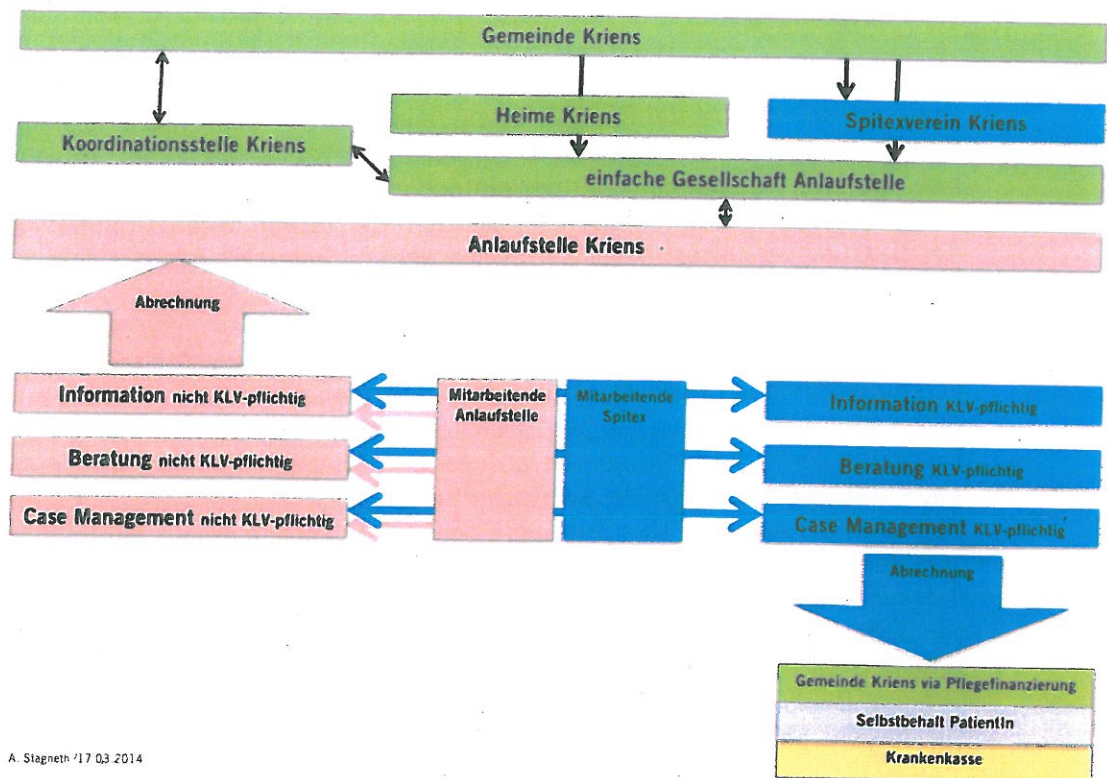 Gemeinde Kriens
Heime Kriens
Spitexverein Kriens
Koordinationsstelle Kriens
einfache Gesellschaft Anlaufstelle
Anlaufstelle Kriens
Abrechnung
Information nicht KLV-pflichtig
Mitarbeitende
Anlaufstelle
Mitarbeitende
Spitex
Information KLV-pflichtig
Beratung nicht KLV-pflichtig
Beratung KLV-pflichtig
Case Management nicht KLV-pflichtig
Case Management KLV-pflichtig
Abrechnung
Gemeinde Kriens via Pflegefinanzierung
Selbstbehalt PatientIn
Krankenkasse
A. Stagneth /17 03.2014